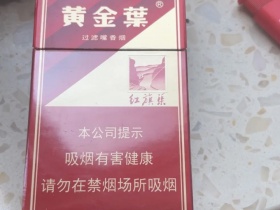 黄金葉®
过滤嘴香烟
红旗渠
本公司提示
吸烟有害健康
请勿在禁烟场所吸烟